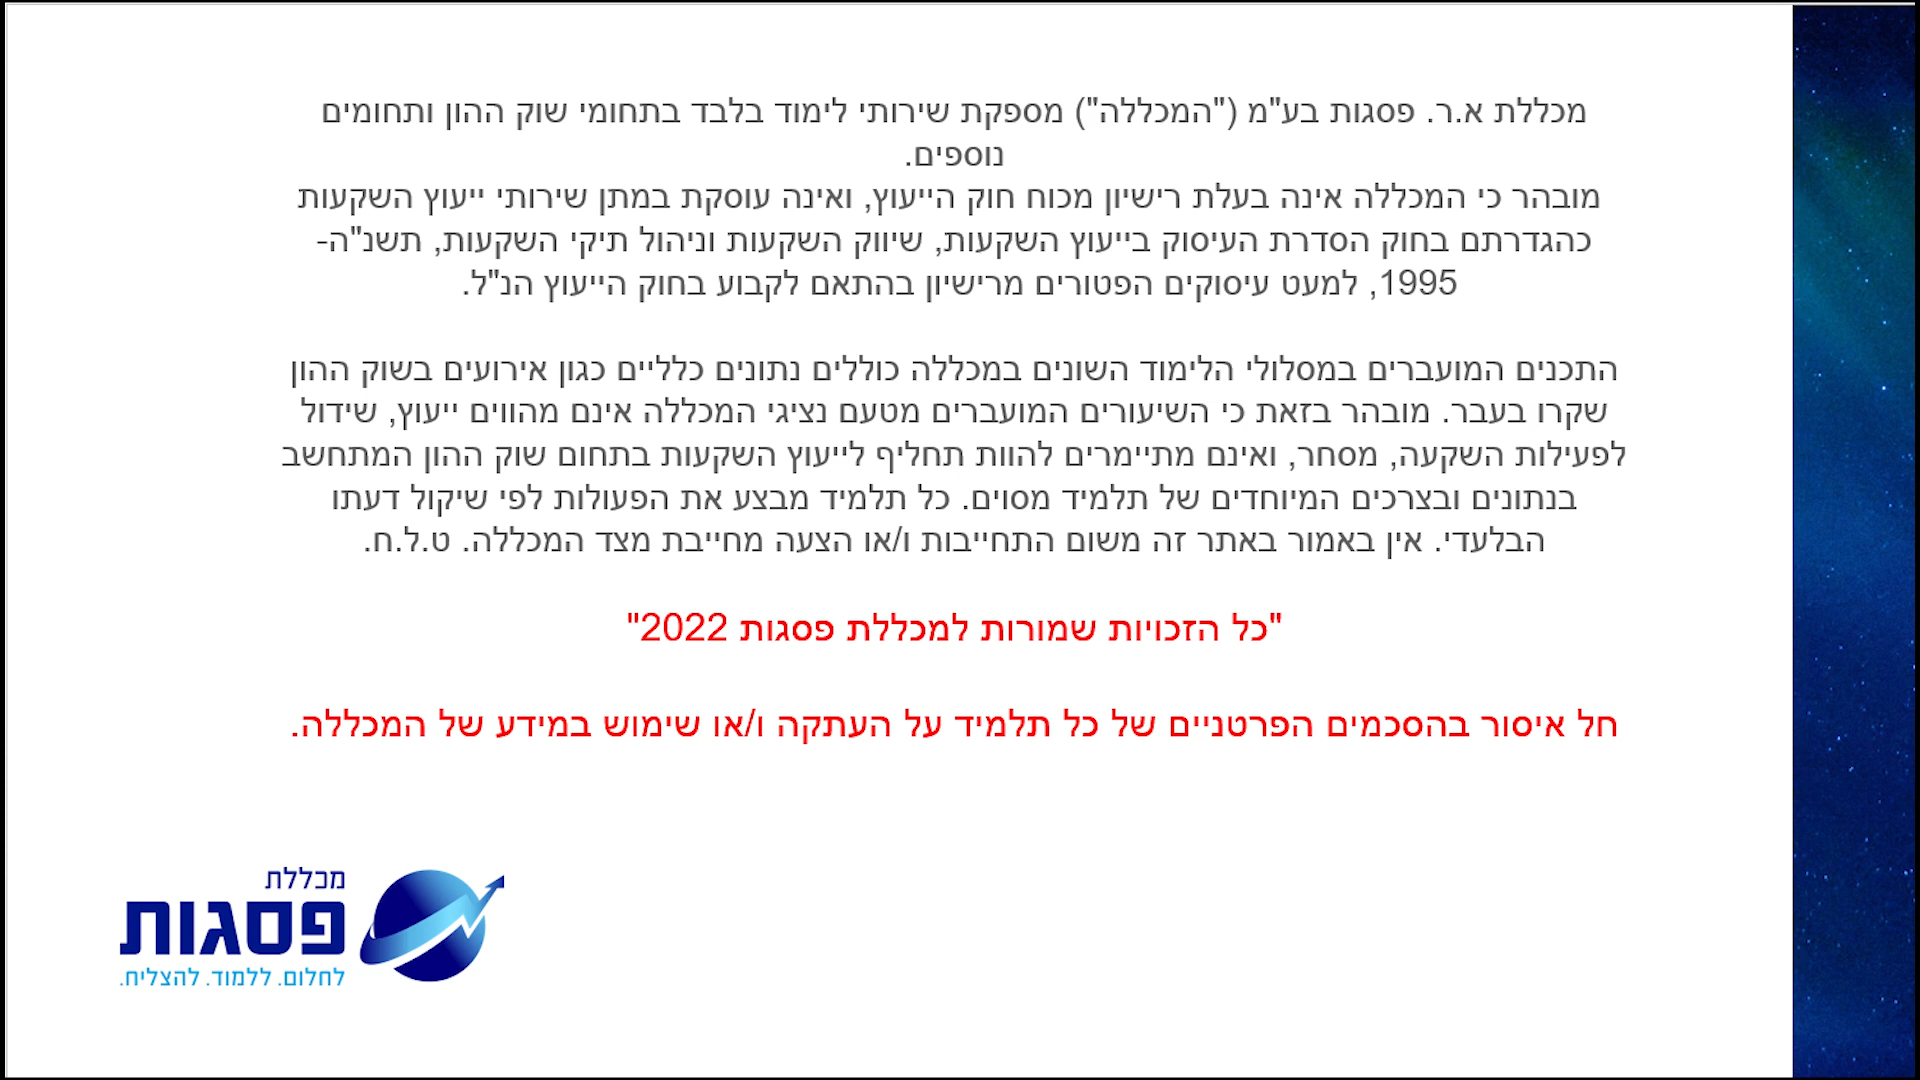 מכללת א.ר. פסגות בע"מ ("המכללה") מספקת שירותי לימוד בלבד בתחומי שוק ההון ותחומים
נוספים.
מובהר כי המכללה אינה בעלת רישיון מכוח חוק הייעוץ, ואינה עוסקת במתן שירותי ייעוץ השקעות
כהגדרתם בחוק הסדרת העיסוק בייעוץ השקעות, שיווק השקעות וניהול תיקי השקעות, תשנ"ה-
1995, למעט עיסוקים הפטורים מרישיון בהתאם לקבוע בחוק הייעוץ הנ"ל.
התכנים המועברים במסלולי הלימוד השונים במכללה כוללים נתונים כלליים כגון אירועים בשוק ההון
שקרו בעבר. מובהר בזאת כי השיעורים המועברים מטעם נציגי המכללה אינם מהווים ייעוץ, שידול
לפעילות השקעה, מסחר, ואינם מתיימרים להוות תחליף לייעוץ השקעות בתחום שוק ההון המתחשב
בנתונים ובצרכים המיוחדים של תלמיד מסוים. כל תלמיד מבצע את הפעולות לפי שיקול דעתו
הבלעדי. אין באמור באתר זה משום התחייבות ו/או הצעה מחייבת מצד המכללה. ט.ל.ח.
"כל הזכויות שמורות למכללת פסגות 2022"
חל איסור בהסכמים הפרטניים של כל תלמיד על העתקה ו/או שימוש במידע של המכללה.
מכללת
פסגות
לחלום. ללמוד. להצליח.